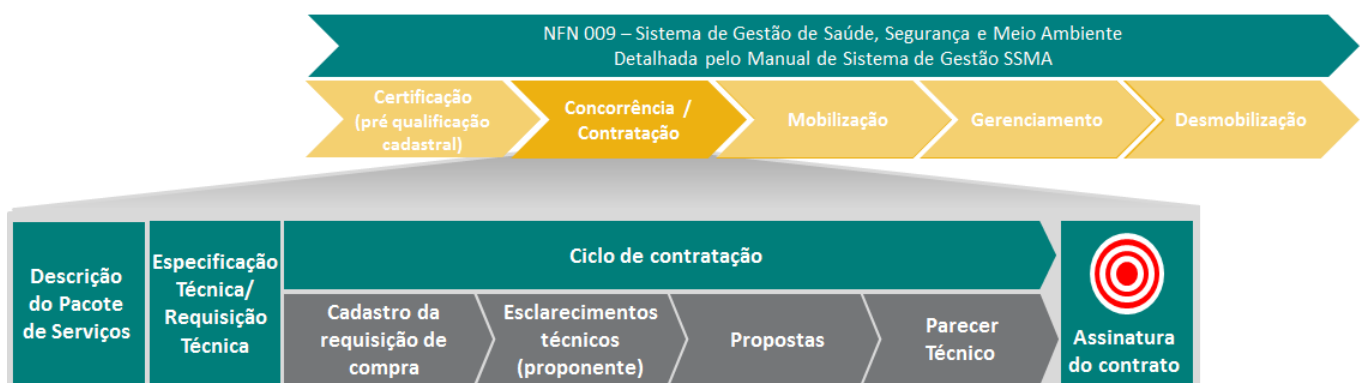 NFN 009 – Sistema de Gestão de Saúde, Segurança e Meio Ambiente
Detalhada pelo Manual de Sistema de Gestão SSMA
Certificação
(pré qualificação
cadastral)
Concorrência /
Contratação
Mobilização
Gerenciamento
Desmobilização
Descrição
do Pacote
de Serviços
Especificação
Técnica/
Requisição
Técnica
Ciclo de contratação
Cadastro da
requisição de
compra
Esclarecimentos
técnicos
(proponente)
Propostas
Parecer
Técnico
Assinatura
do contrato